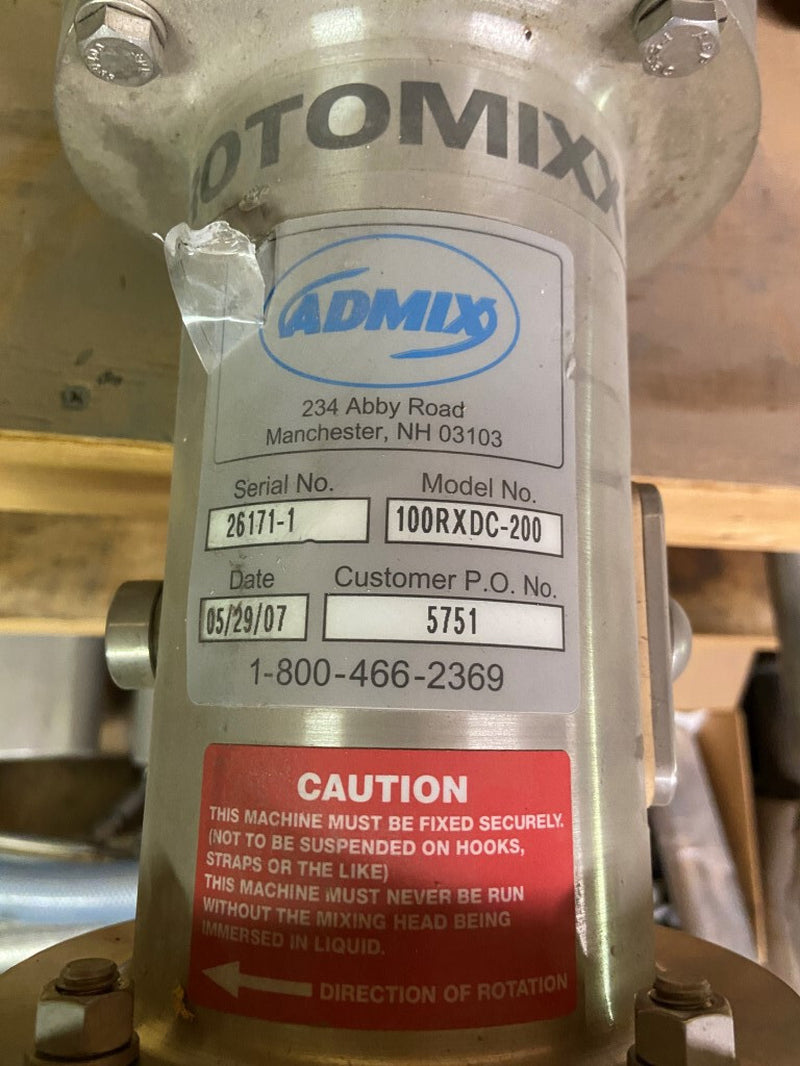 OTOMIXX
ADMIX
234 Abby Road
Manchester, NH 03103
Serial No. Model No.
26171-1 100RXDC-200
Date Customer P.O. No.
05/29/07 5751
1-800-466-2369
CAUTION
THIS MACHINE MUST BE FIXED SECURELY.
(NOT TO BE SUSPENDED ON HOOKS,
STRAPS OR THE LIKE)
THIS MACHINE MUST NEVER BE RUN
WITHOUT THE MIXING HEAD BEING
IMMERSED IN LIQUID.
DIRECTION OF ROTATION